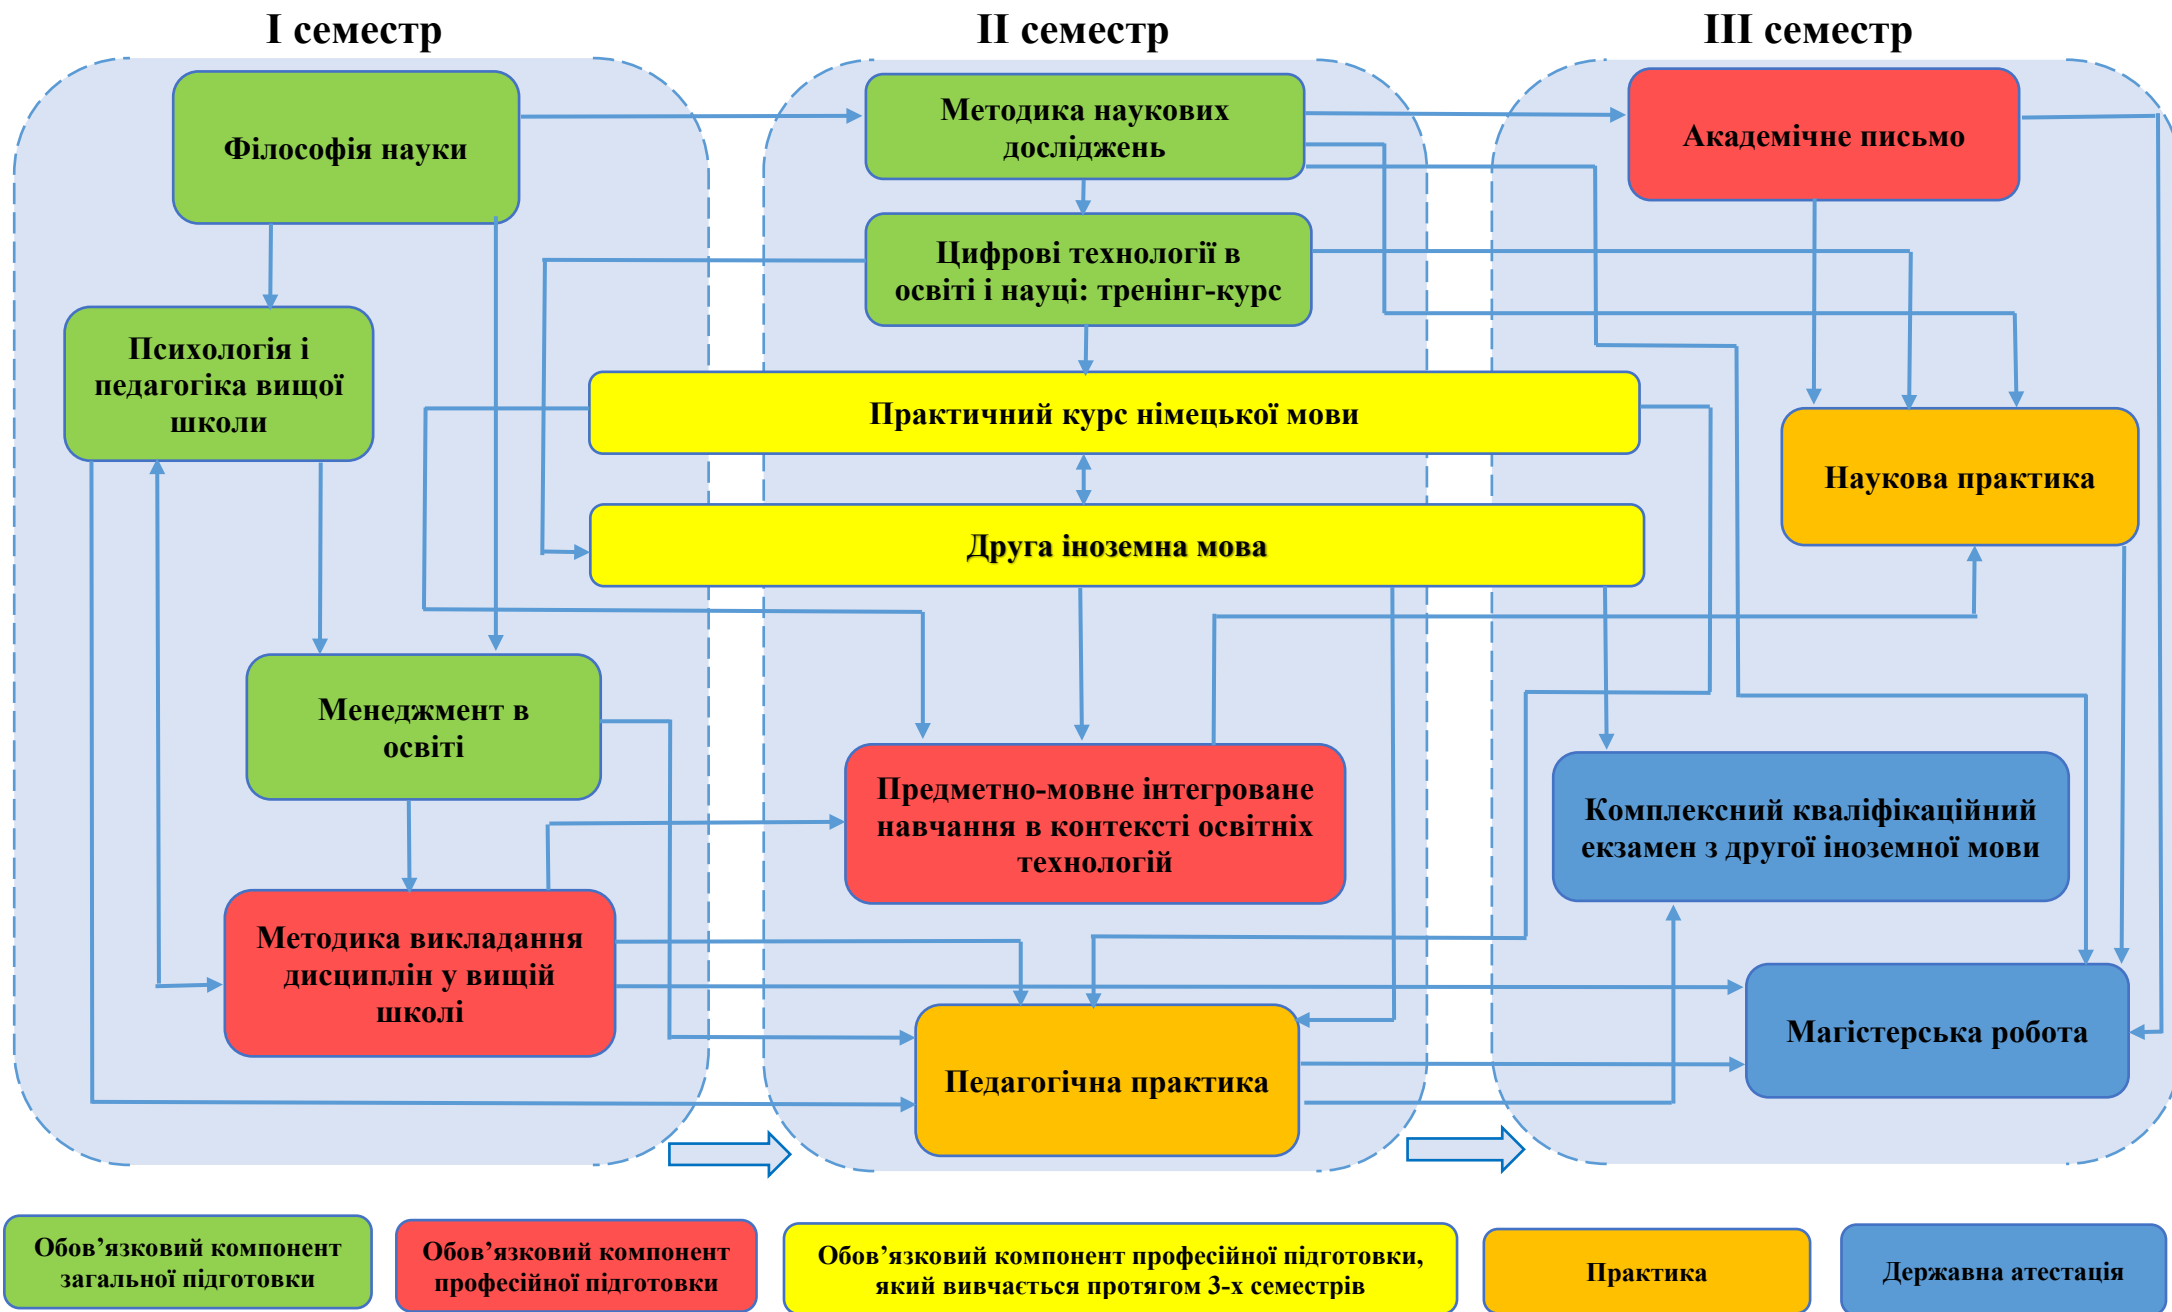 І семестр
ІІ семестр
ІІІ семестр
Філософія науки
Методика наукових
досліджень
Академічне письмо
Цифрові технології в
освіті і науці: тренінг-курс
Психологія і
педагогіка вищої
школи
Практичний курс німецької мови
Наукова практика
Друга іноземна мова
Менеджмент в
освіті
Предметно-мовне інтегроване
навчання в контексті освітніх
технологій
Комплексний кваліфікаційний
екзамен з другої іноземної мови
Методика викладання
дисциплін у вищій
школі
Магістерська робота
Педагогічна практика
Обов’язковий компонент
загальної підготовки
Обов’язковий компонент
професійної підготовки
Обов’язковий компонент професійної підготовки,
який вивчається протягом 3-х семестрів
Практика
Державна атестація